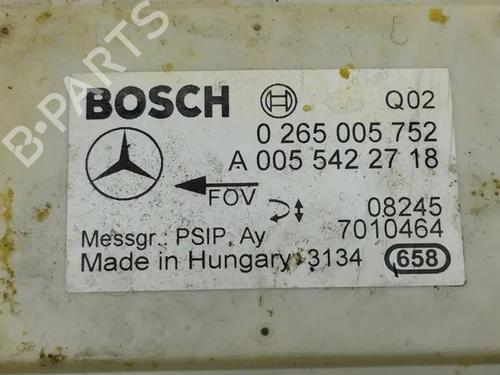 B-PARTS
BOSCH
Q02
0 265 005 752
A 005 542 27 18
FOV
08245
Messgr.: PSIP, Ay 7010464
Made in Hungary 3134 658